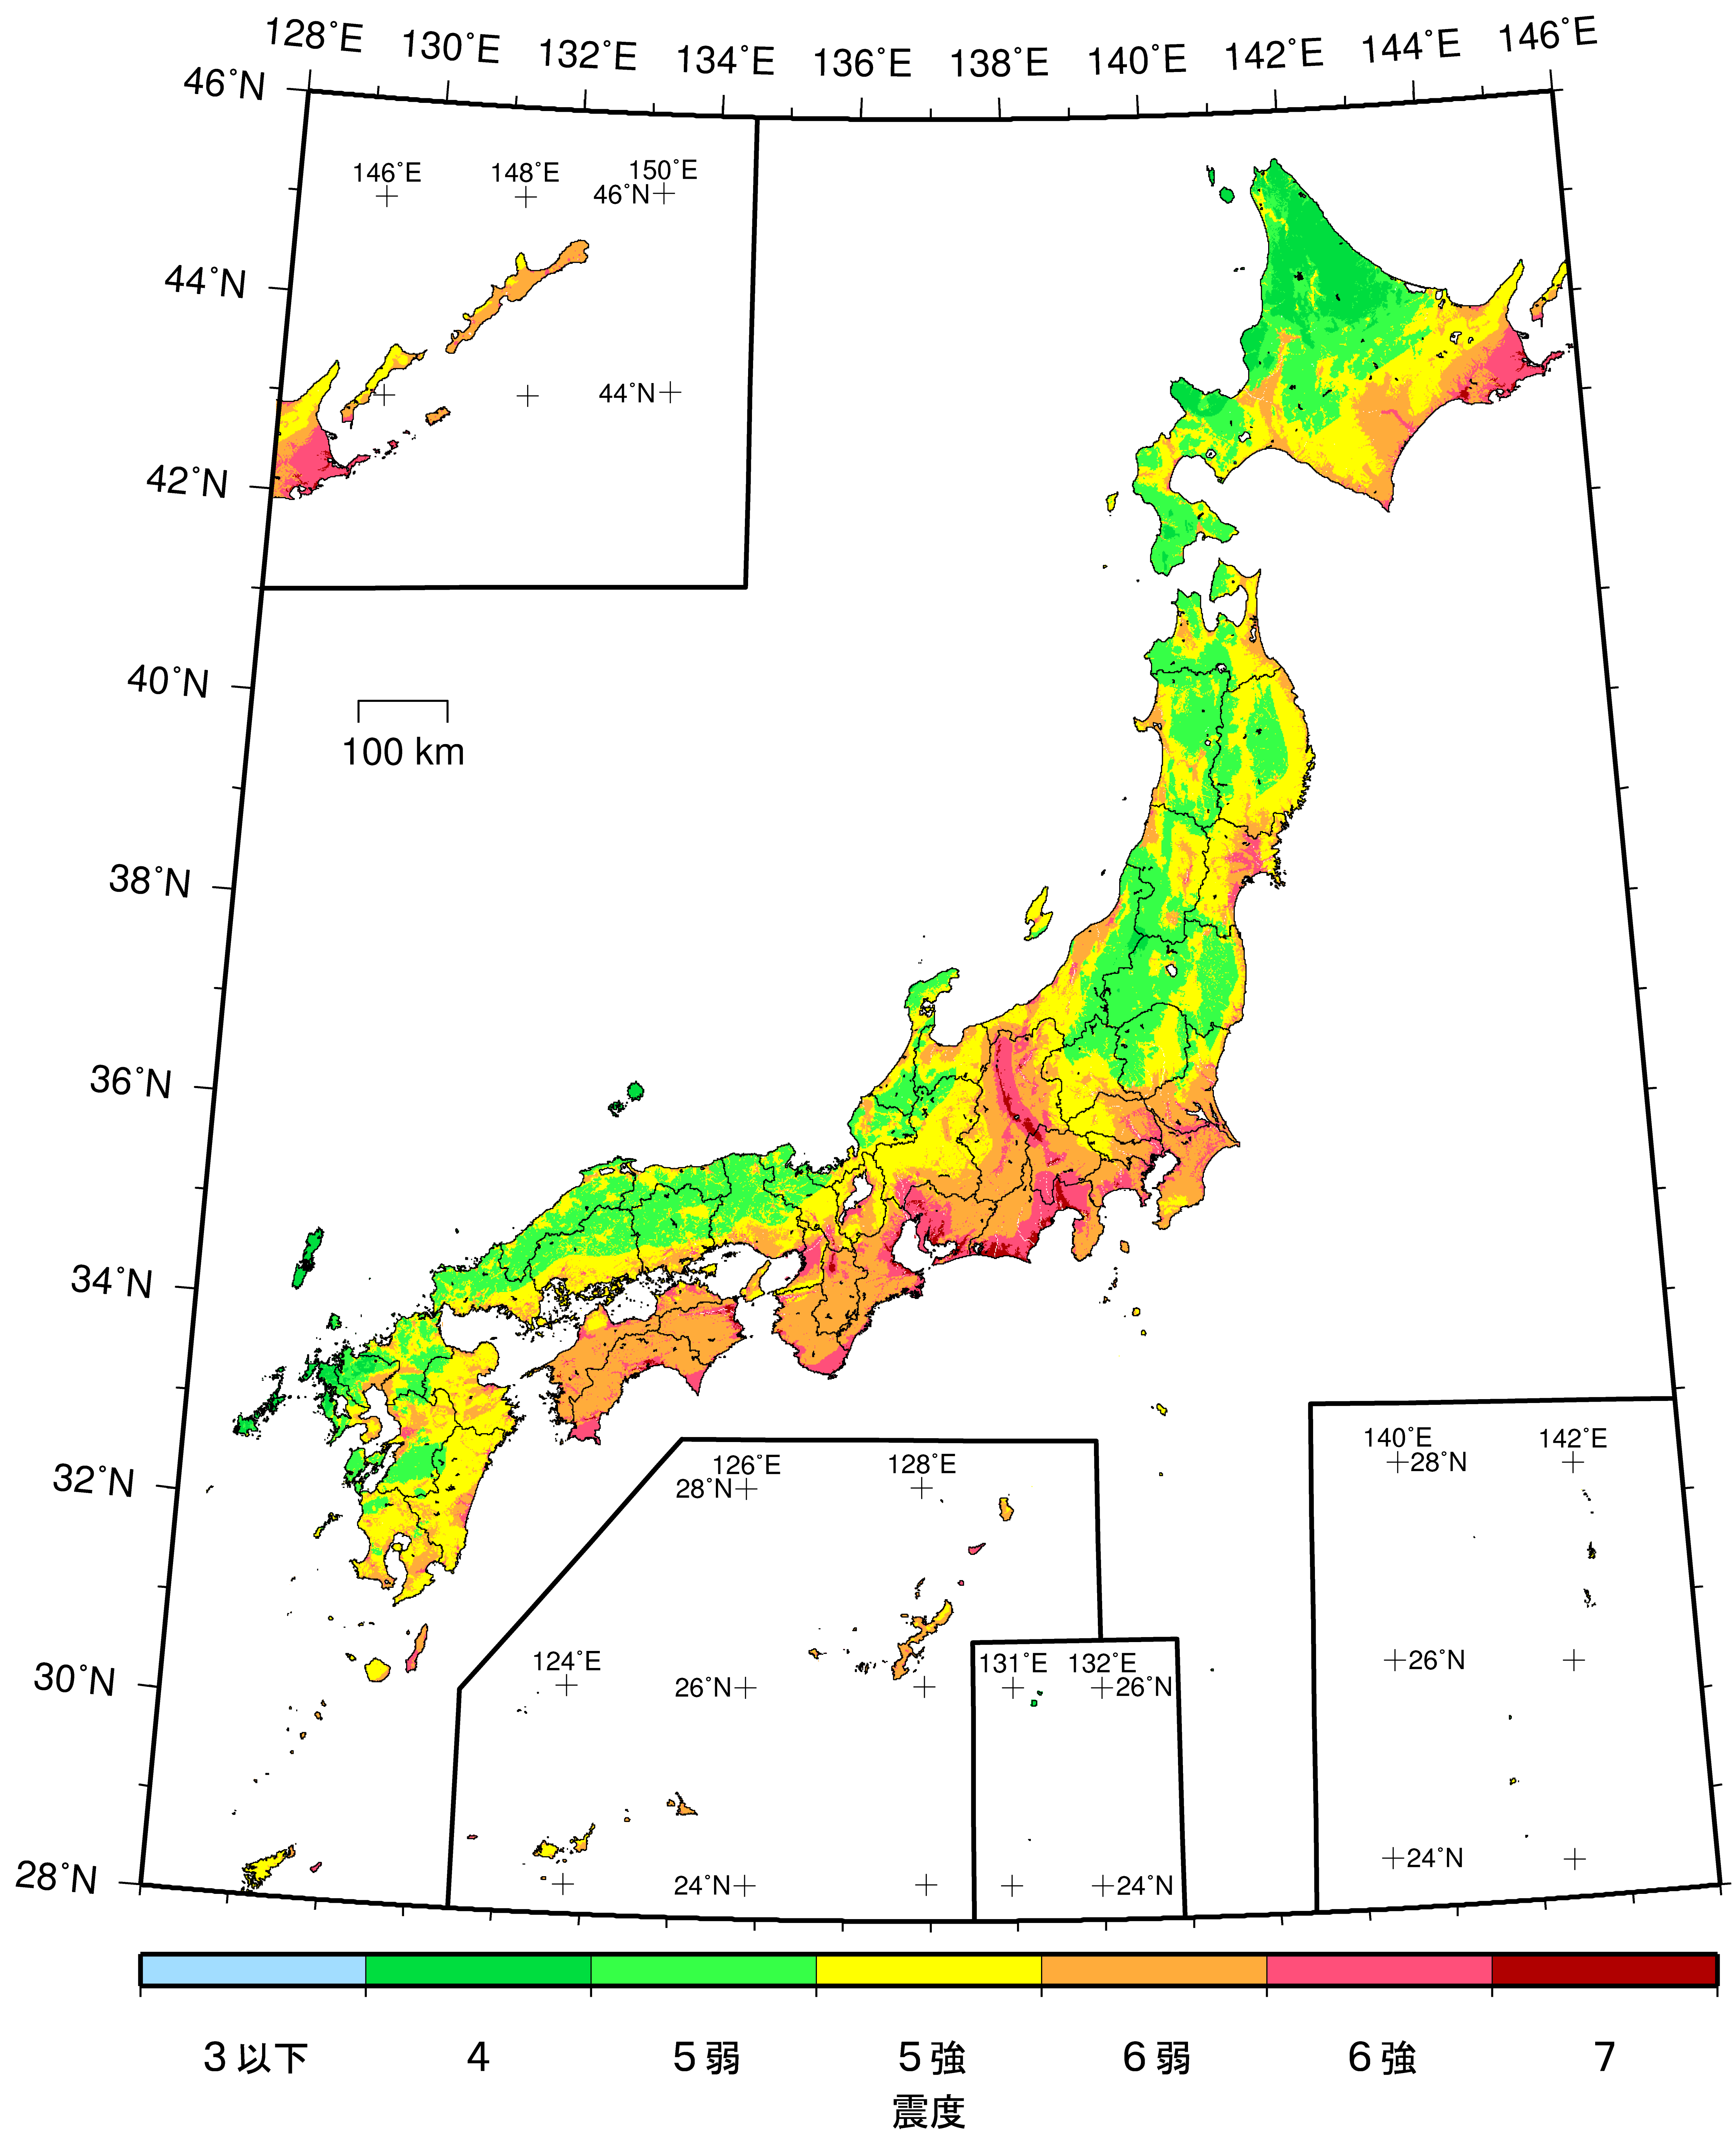 128°E 130°E 132°E 134°E 136°E 138°E 140°E 142°E 144°E 146°E
46°N
146°E 148°E 150°E
46°N
44°N
44°N
42°N
40°N
100 km
38°N
36°N
34°N
32°N
126°E 128°E
28°N
140°E 142°E
28°N
124°E
26°N
131°E 132°E
26°N
26°N
30°N
24°N
24°N
24°N
28°N
3 以下 4 5 弱 5 強 6 弱 6 強 7
震度